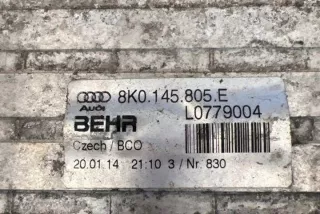 8K0.145.805.E
Audi
L0779004
BEHR
Czech / BCO
20.01.14 21:10 3 / Nr. 830